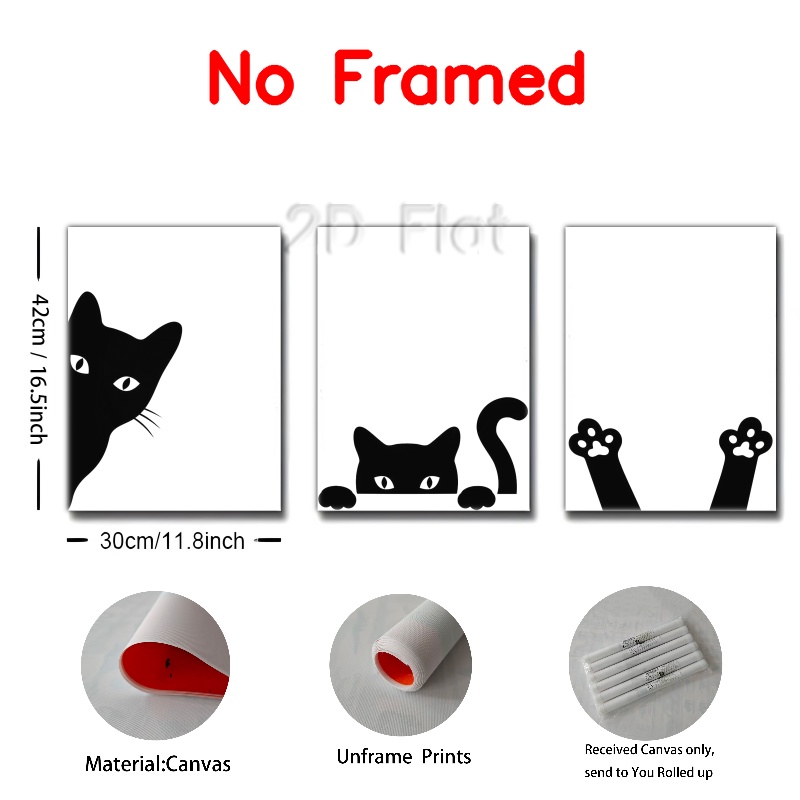 No Framed
2D Flat
42cm / 16.5inch
30cm/11.8inch
Material:Canvas
Unframe Prints
Received Canvas only,
send to You Rolled up